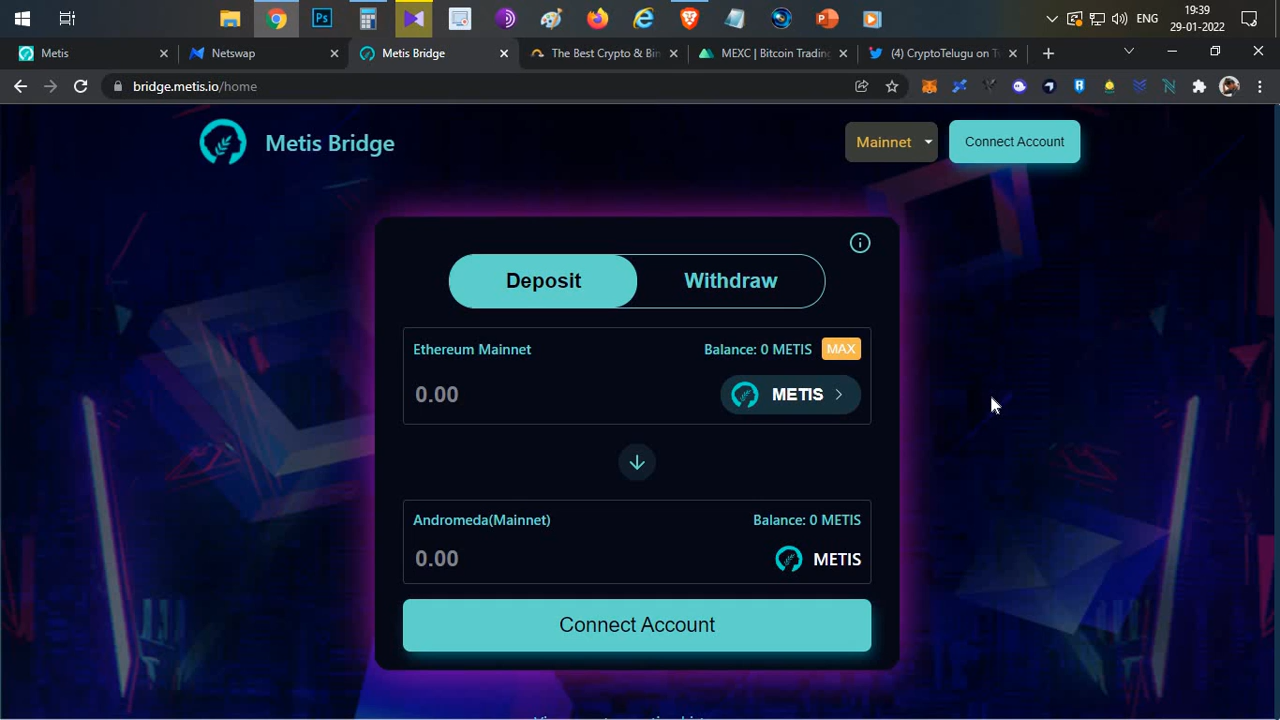 Ps
ENG
19:39
29-01-2022
Metis
Netswap
Metis Bridge
The Best Crypto & Bin
MEXC | Bitcoin Trading
(4) CryptoTelugu on T
bridge.metis.io/home
Metis Bridge
Mainnet
Connect Account
Deposit
Withdraw
Ethereum Mainnet
Balance: 0 METIS
MAX
0.00
METIS
Andromeda(Mainnet)
Balance: 0 METIS
0.00
METIS
Connect Account